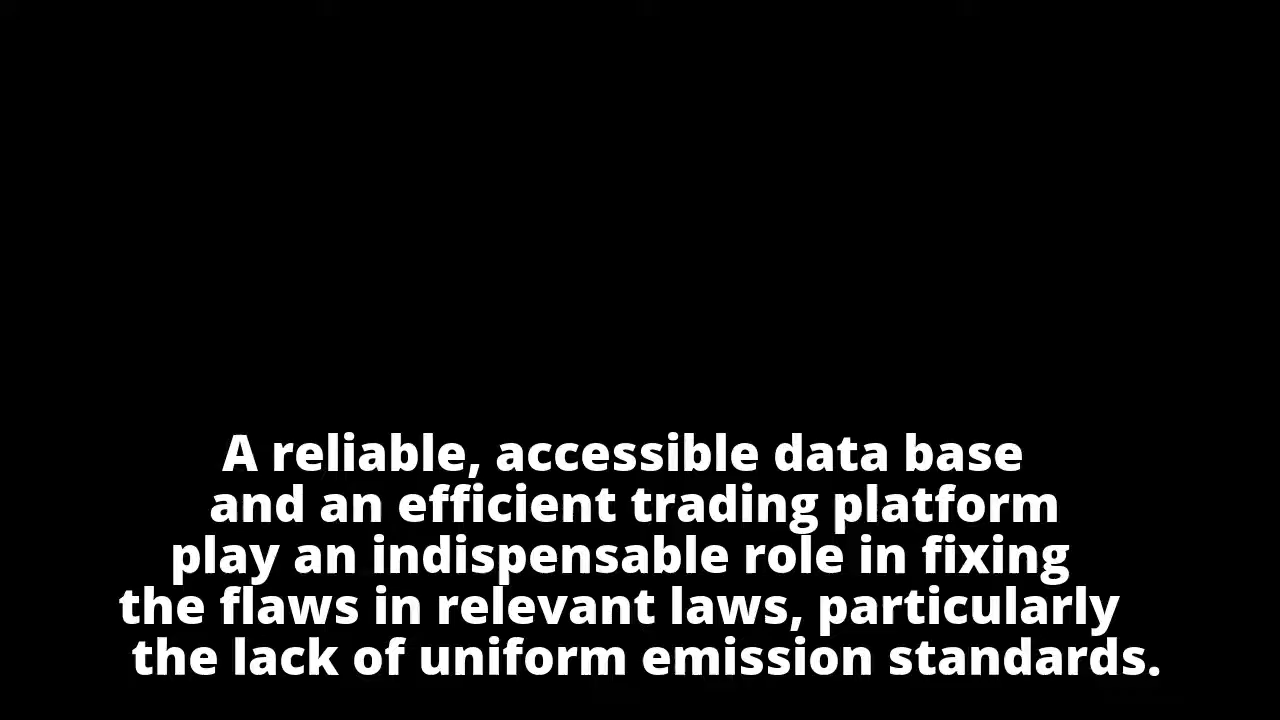 A reliable, accessible data base
and an efficient trading platform
play an indispensable role in fixing
the flaws in relevant laws, particularly
the lack of uniform emission standards.